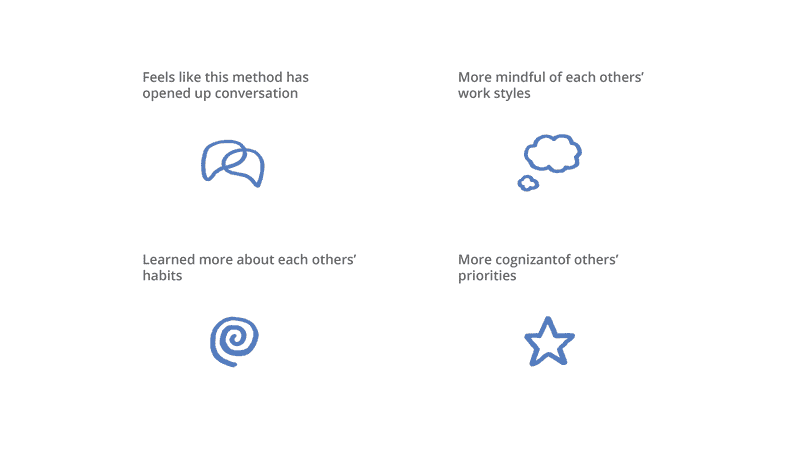 Feels like this method has
opened up conversation
More mindful of each others’
work styles
Learned more about each others’
habits
More cognizantof others’
priorities